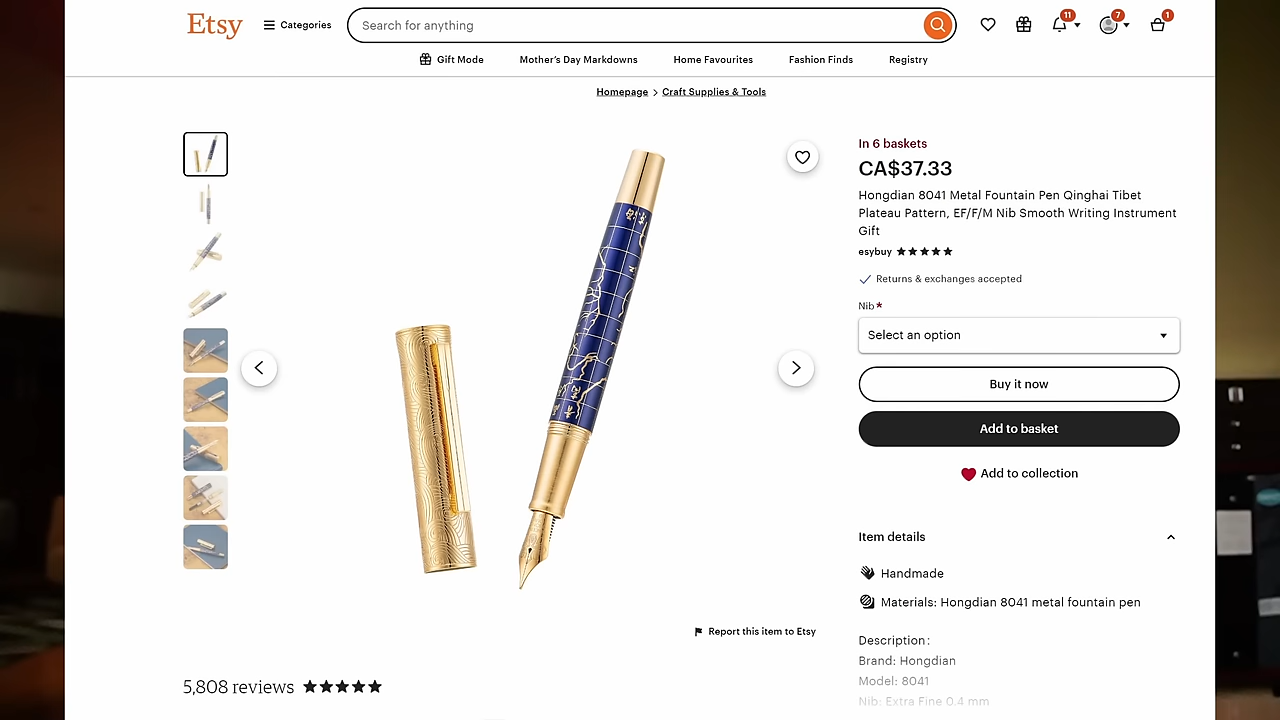 Etsy
Categories
Search for anything
11
7
1
Gift Mode
Mother's Day Markdowns
Home Favourites
Fashion Finds
Registry
Homepage > Craft Supplies & Tools
In 6 baskets
CA$37.33
Hongdian 8041 Metal Fountain Pen Qinghai Tibet
Plateau Pattern, EF/F/M Nib Smooth Writing Instrument
Gift
esybuy
Returns & exchanges accepted
Nib*
Select an option
Buy it now
Add to basket
Add to collection
Item details
Handmade
Materials: Hongdian 8041 metal fountain pen
Report this item to Etsy
Description:
Brand: Hongdian
Model: 8041
Nib: Extra Fine 0.4 mm
5,808 reviews